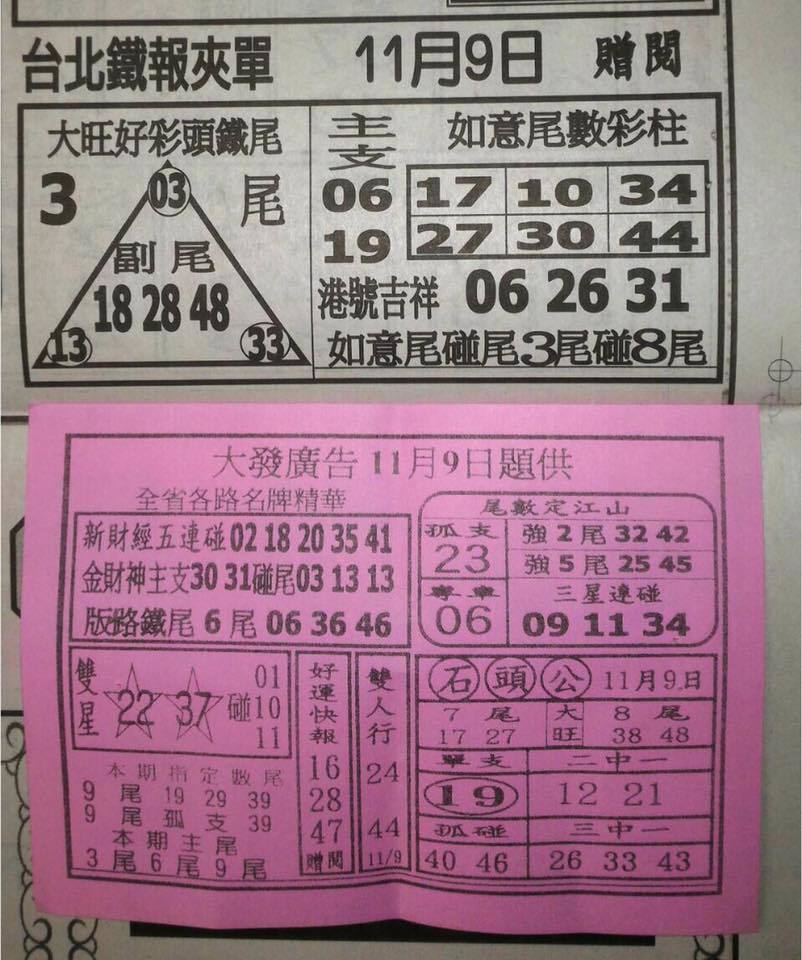 台北鐵報夾單 11月9日 贈閱
大旺好彩頭鐵尾
3 03 尾
副尾
18 28 48
13 33
主支 如意尾數彩柱
06 17 10 34
19 27 30 44
港號吉祥 06 26 31
如意尾碰尾3尾碰8尾
大發廣告11月9日題供
全省各路名牌精華
新財經五連碰 02 18 20 35 41
金財神主支30 31碰尾03 13 13
版路鐵尾 6 尾 06 36 46
尾數定江山
孤支 強2尾 32 42
23 強5尾 25 45
專車 三星連碰
06 09 11 34
雙星 22 37 碰 01 10 11
本期指定數尾
9 尾 19 29 39
9 尾 孤 支 39
本期主尾
3尾6尾9尾
好運快報
16
28
47
贈閱
雙人行
24
44
11/9
石頭公 11月9日
7 尾 大旺 8 尾
17 27 38 48
單支 二中一
19 12 21
孤碰 三中一
40 46 26 33 43